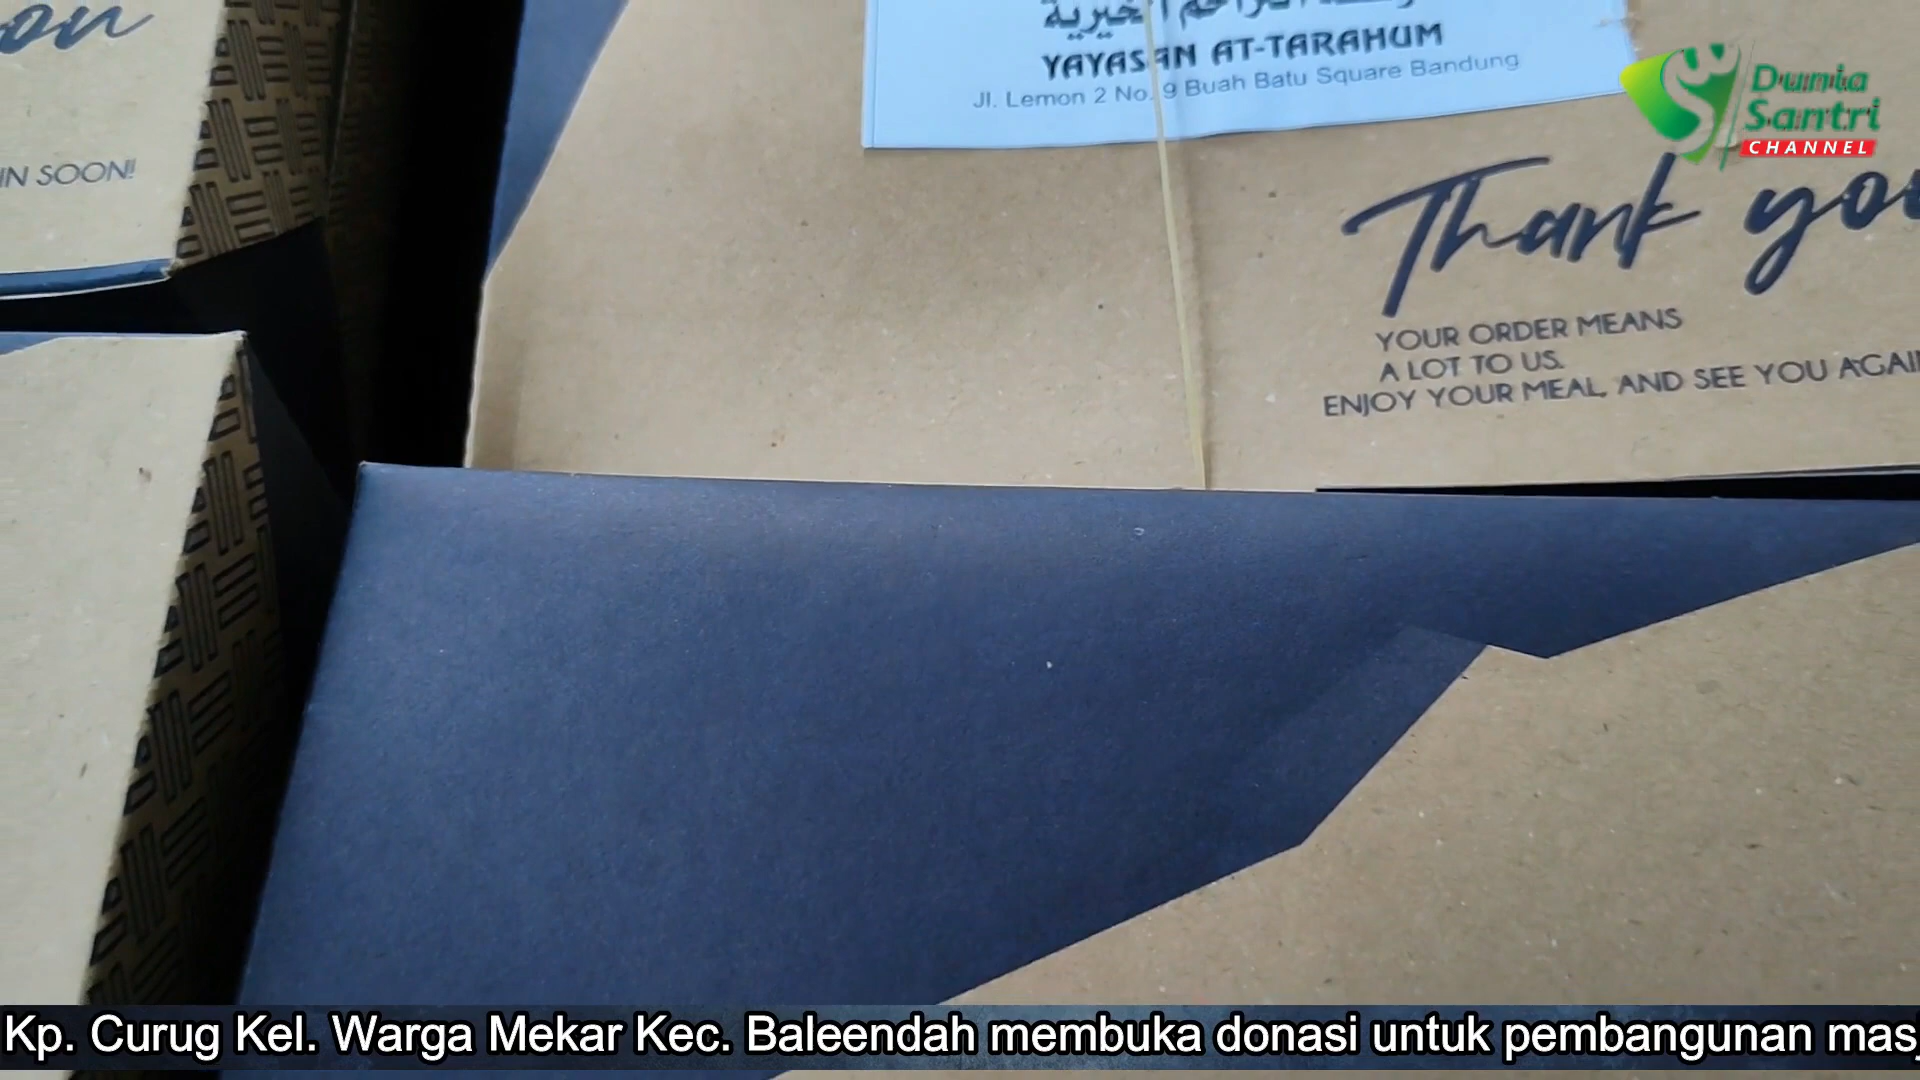 on
IN SOON!
YAYASAN AT-TARAHUM
Jl. Lemon 2 No. 9 Buah Batu Square Bandung
Dunia
Santri
CHANNEL
Thank you
YOUR ORDER MEANS
A LOT TO US.
ENJOY YOUR MEAL, AND SEE YOU AGAIN
Kp. Curug Kel. Warga Mekar Kec. Baleendah membuka donasi untuk pembangunan mas